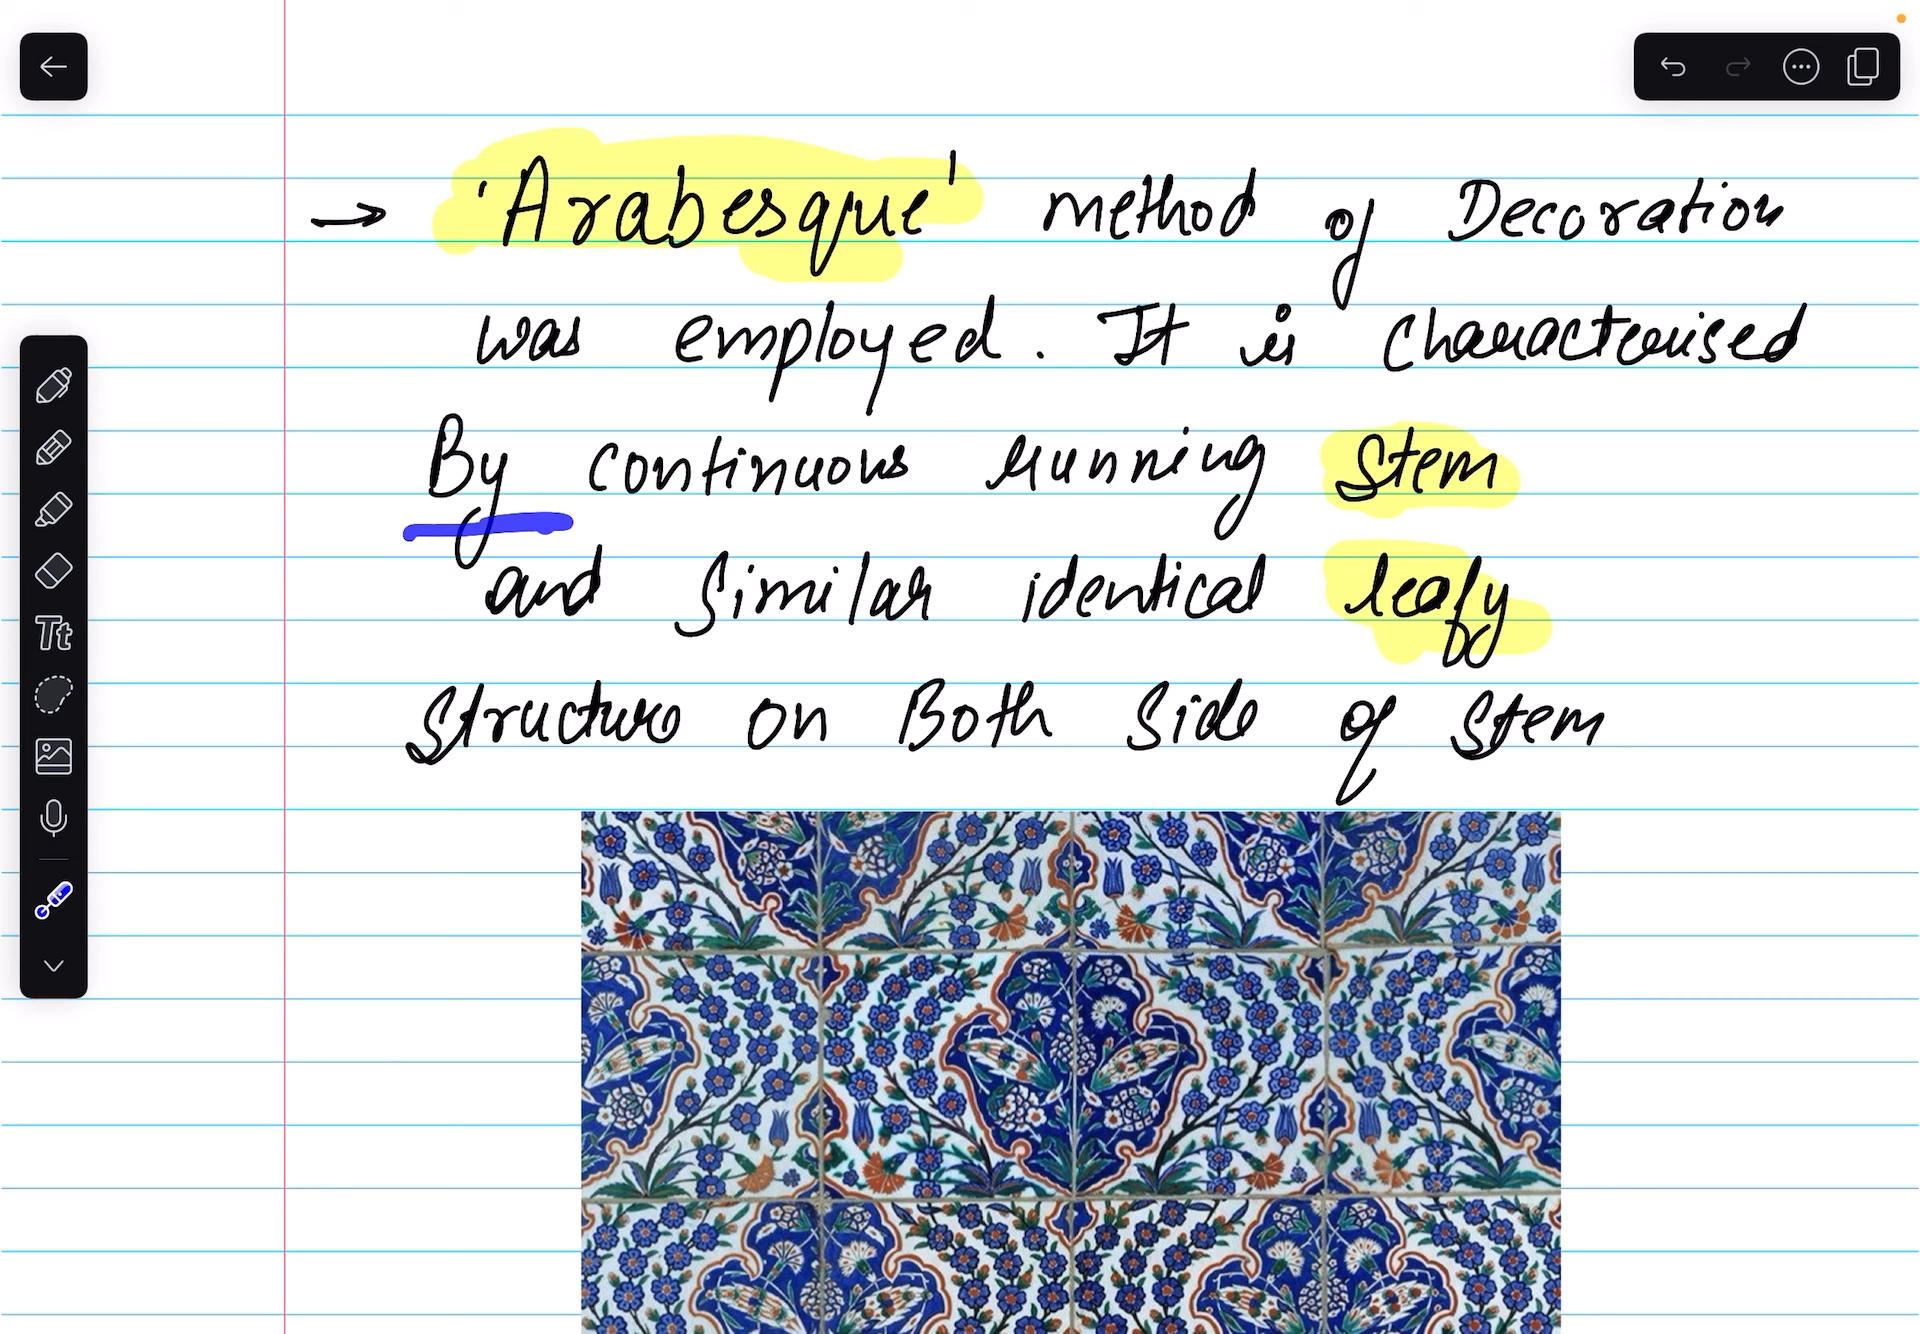 → 'Arabesque' method of Decoration
was employed. It is characterised
By continuous running stem
and similar identical leafy
structure on Both side of stem
Tt